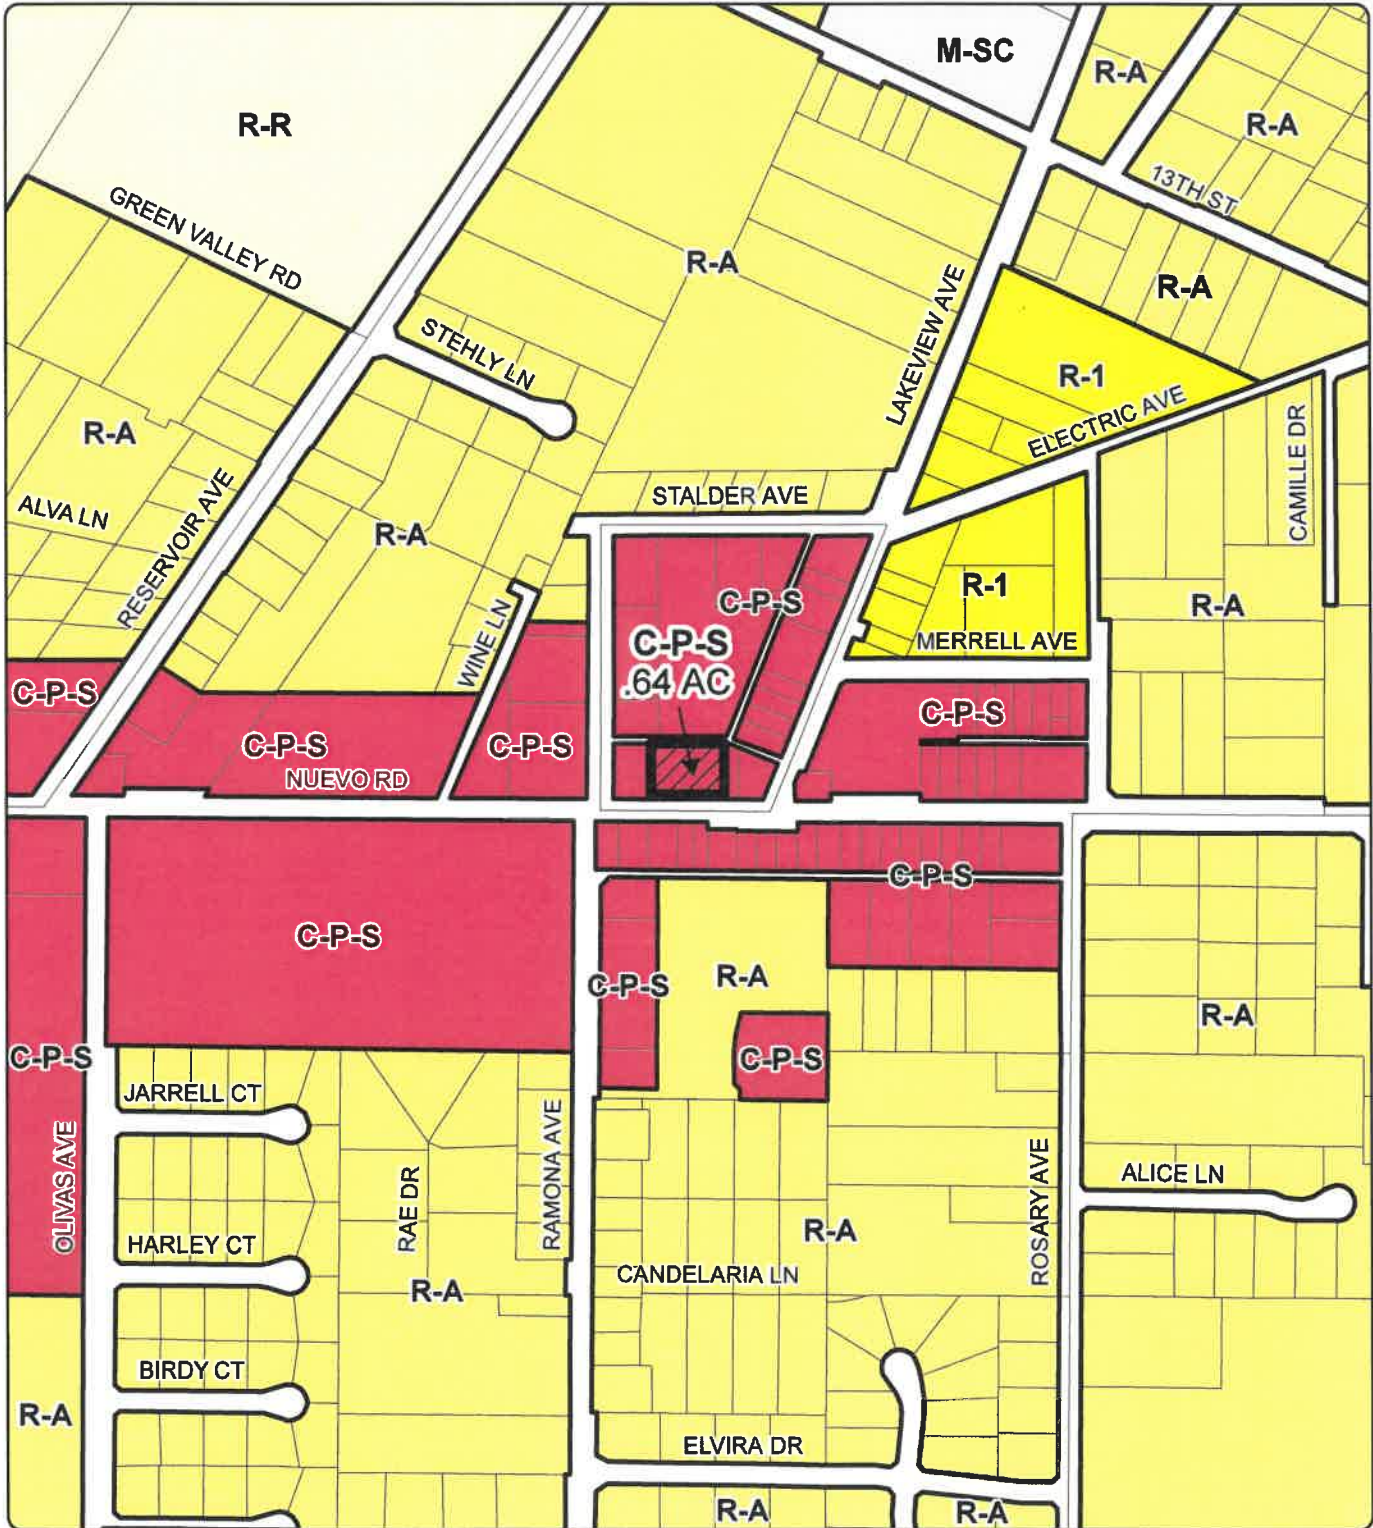 M-SC
R-A
R-R
R-A
13TH ST
GREEN VALLEY RD
R-A
R-A
LAKEVIEW AVE
STEHLY LN
R-1
ELECTRIC AVE
R-A
CAMILLE DR
ALVA LN
RESERVOIR AVE
STALDER AVE
R-A
R-1
C-P-S
R-A
WINE LN
C-P-S
.64 AC
MERRELL AVE
C-P-S
C-P-S
C-P-S
C-P-S
NUEVO RD
C-P-S
C-P-S
C-P-S
R-A
R-A
C-P-S
C-P-S
JARRELL CT
OLIVAS AVE
RAMONA AVE
RAE DR
ROSARY AVE
ALICE LN
HARLEY CT
R-A
CANDELARIA LN
R-A
BIRDY CT
R-A
ELVIRA DR
R-A
R-A